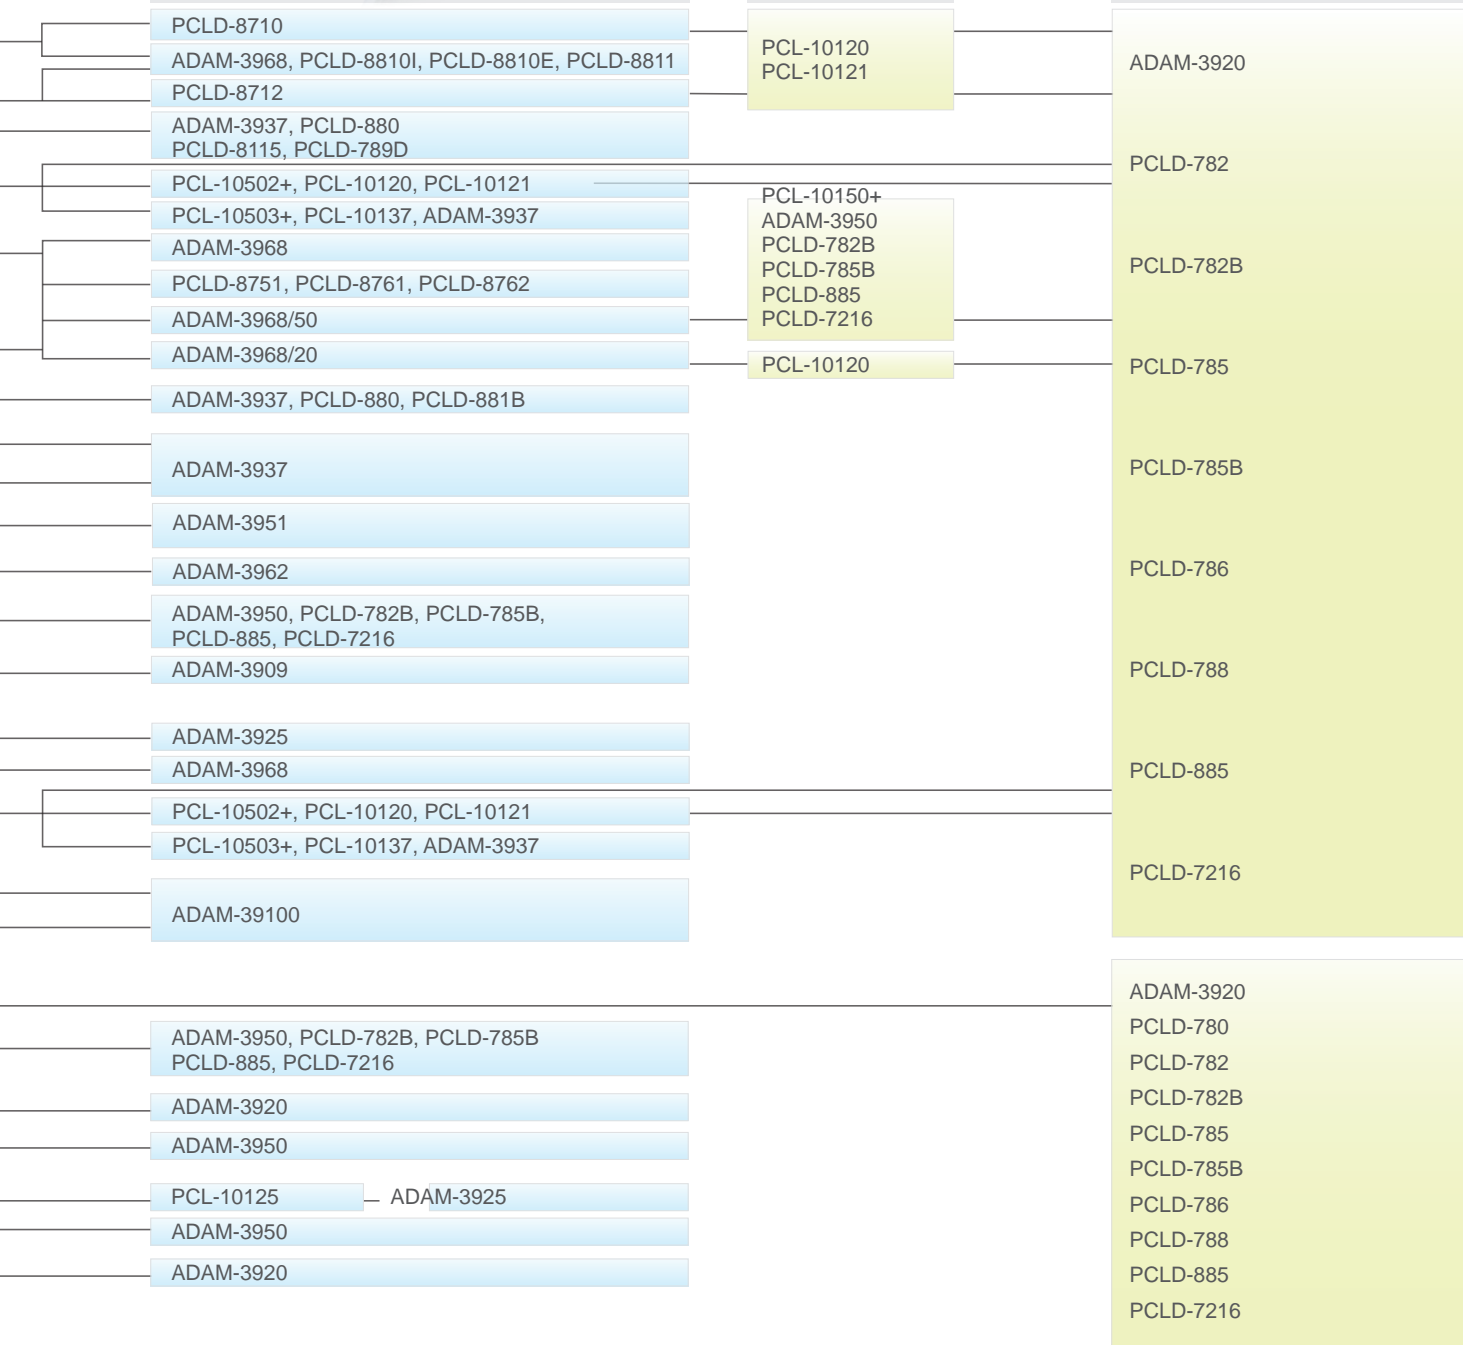 PCLD-8710
ADAM-3968, PCLD-8810I, PCLD-8810E, PCLD-8811
PCLD-8712
ADAM-3937, PCLD-880
PCLD-8115, PCLD-789D
PCL-10502+, PCL-10120, PCL-10121
PCL-10503+, PCL-10137, ADAM-3937
ADAM-3968
PCLD-8751, PCLD-8761, PCLD-8762
ADAM-3968/50
ADAM-3968/20
ADAM-3937, PCLD-880, PCLD-881B
ADAM-3937
ADAM-3951
ADAM-3962
ADAM-3950, PCLD-782B, PCLD-785B,
PCLD-885, PCLD-7216
ADAM-3909
ADAM-3925
ADAM-3968
PCL-10502+, PCL-10120, PCL-10121
PCL-10503+, PCL-10137, ADAM-3937
ADAM-39100
ADAM-3950, PCLD-782B, PCLD-785B
PCLD-885, PCLD-7216
ADAM-3920
ADAM-3950
PCL-10125
ADAM-3925
ADAM-3950
ADAM-3920
PCL-10120
PCL-10121
PCL-10150+
ADAM-3950
PCLD-782B
PCLD-785B
PCLD-885
PCLD-7216
PCL-10120
ADAM-3920
PCLD-782
PCLD-782B
PCLD-785
PCLD-785B
PCLD-786
PCLD-788
PCLD-885
PCLD-7216
ADAM-3920
PCLD-780
PCLD-782
PCLD-782B
PCLD-785
PCLD-785B
PCLD-786
PCLD-788
PCLD-885
PCLD-7216